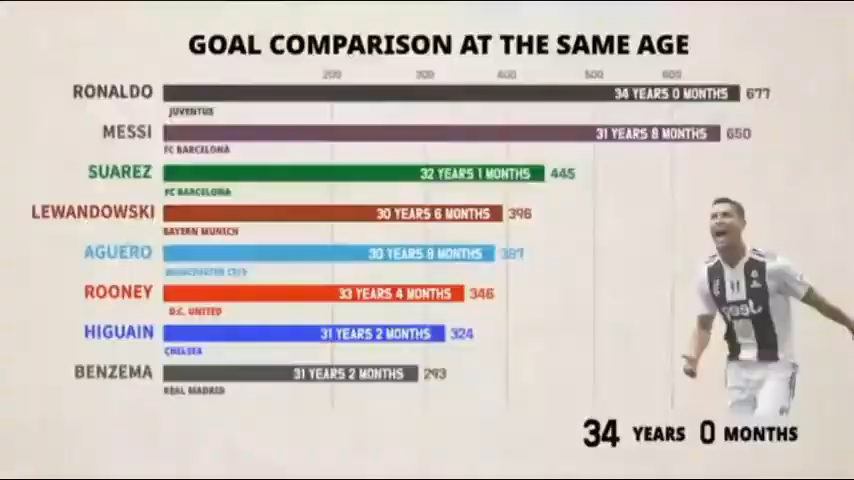 GOAL COMPARISON AT THE SAME AGE
200 300 400 500 600
RONALDO 34 YEARS 0 MONTHS 677
JUVENTUS
MESSI 31 YEARS 8 MONTHS 650
FC BARCELONA
SUAREZ 32 YEARS 1 MONTHS 445
FC BARCELONA
LEWANDOWSKI 30 YEARS 6 MONTHS 396
BAYERN MUNICH
AGUERO 30 YEARS 8 MONTHS 387
MANCHESTER CITY
ROONEY 33 YEARS 4 MONTHS 346
D.C. UNITED
HIGUAIN 31 YEARS 2 MONTHS 324
CHELSEA
BENZEMA 31 YEARS 2 MONTHS 293
REAL MADRID
34 YEARS 0 MONTHS